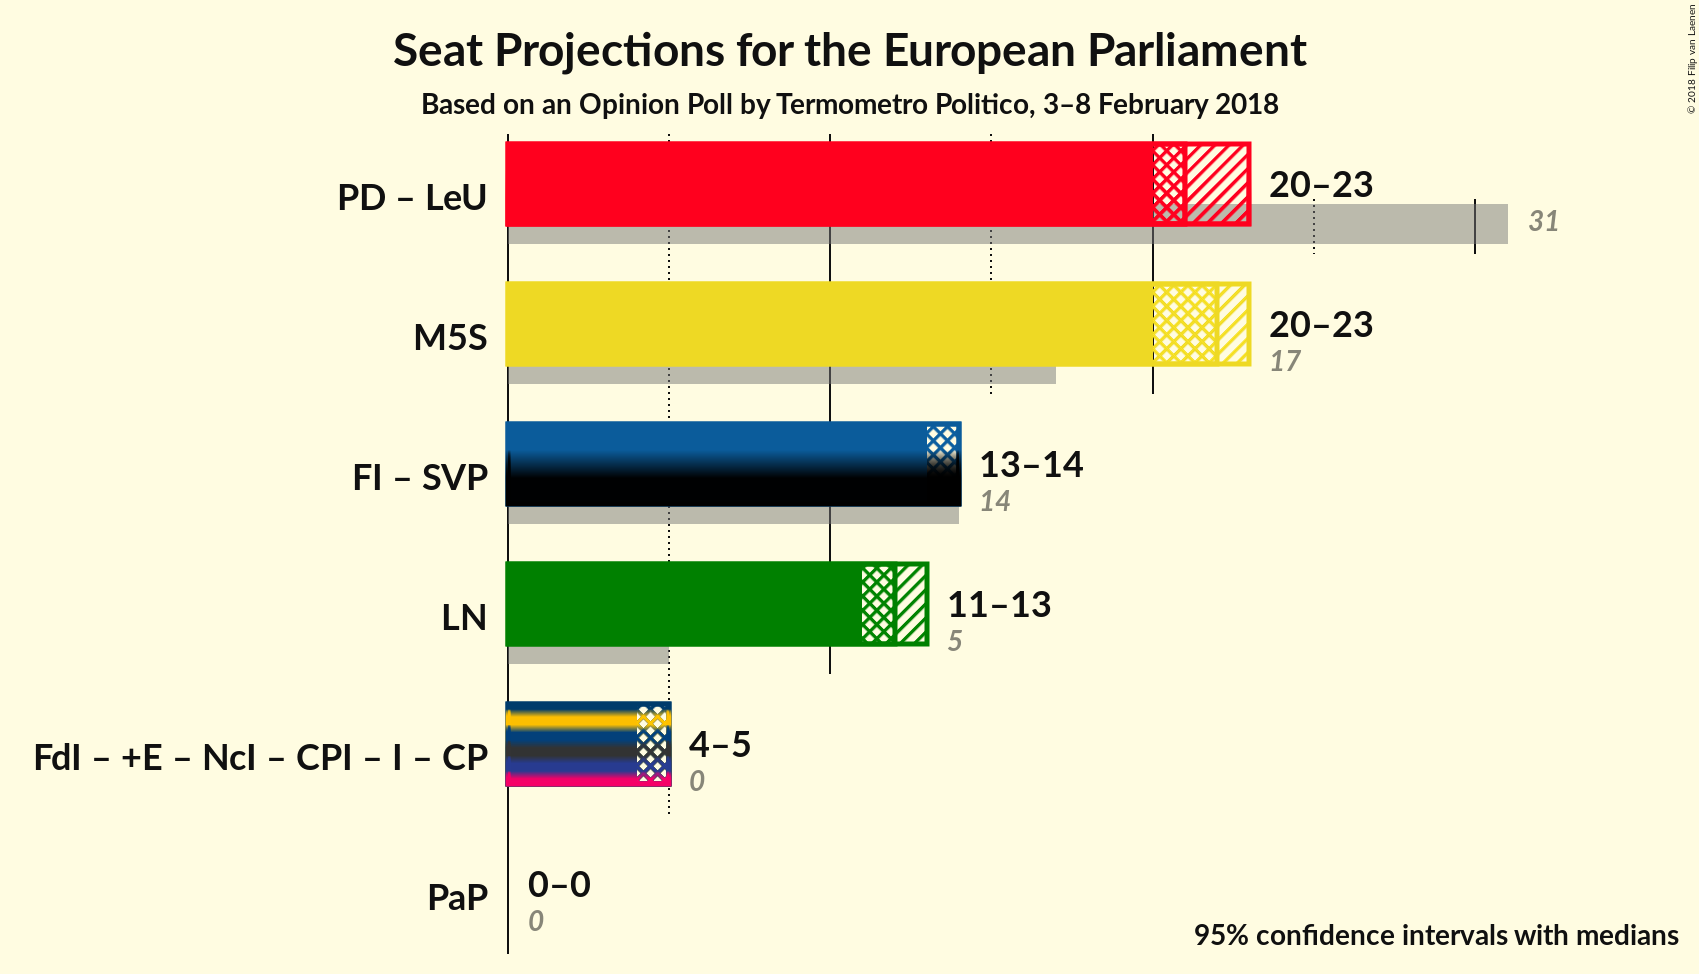 Seat Projections for the European Parliament
Based on an Opinion Poll by Termometro Politico, 3–8 February 2018
© 2018 Filip van Laenen
PD – LeU
20–23
31
M5S
20–23
17
FI – SVP
13–14
14
LN
11–13
5
FdI – +E – NcI – CPI – I – CP
4–5
0
PaP
0–0
0
95% confidence intervals with medians